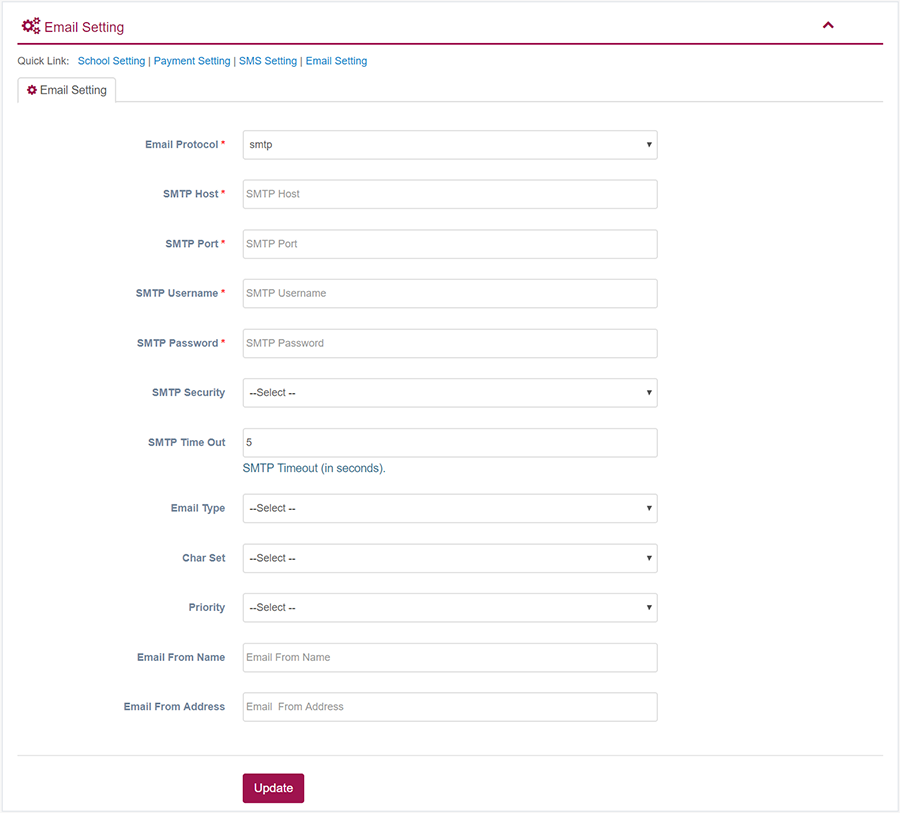 Email Setting
Quick Link: School Setting | Payment Setting | SMS Setting | Email Setting
Email Setting
Email Protocol * smtp
SMTP Host * SMTP Host
SMTP Port * SMTP Port
SMTP Username * SMTP Username
SMTP Password * SMTP Password
SMTP Security --Select --
SMTP Time Out 5
SMTP Timeout (in seconds).
Email Type --Select --
Char Set --Select --
Priority --Select --
Email From Name Email From Name
Email From Address Email  From Address
Update